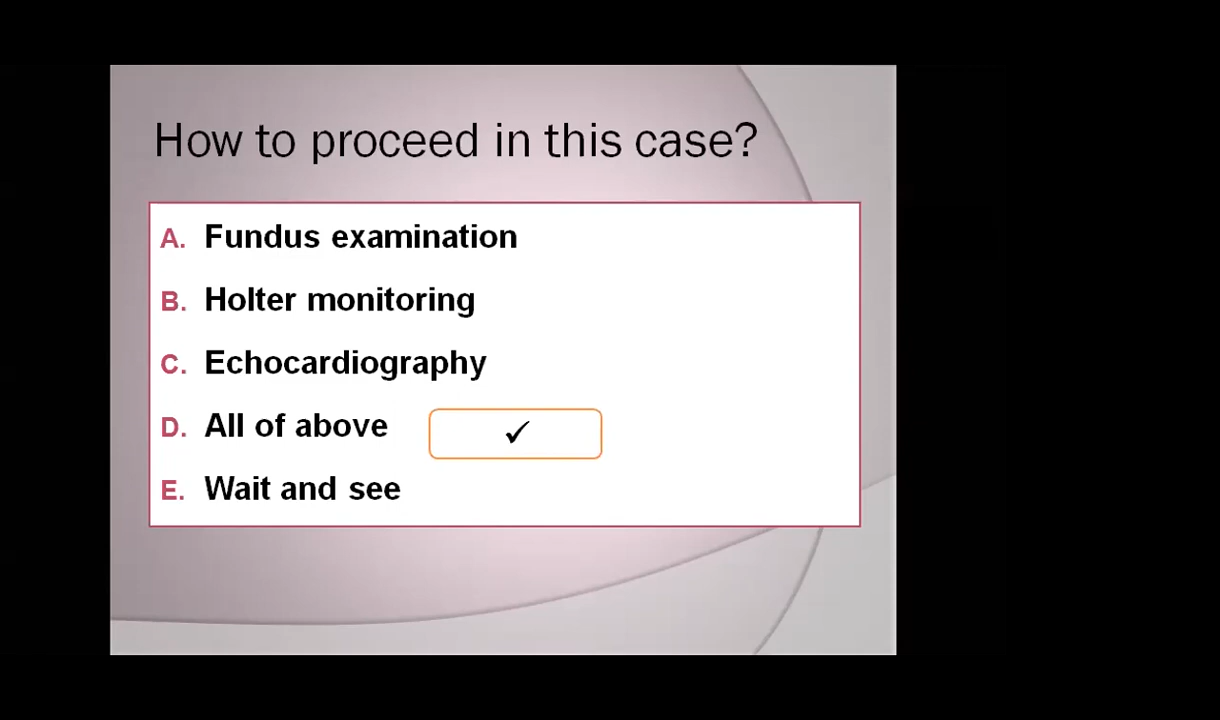 How to proceed in this case?
A. Fundus examination
B. Holter monitoring
C. Echocardiography
D. All of above ✓
E. Wait and see